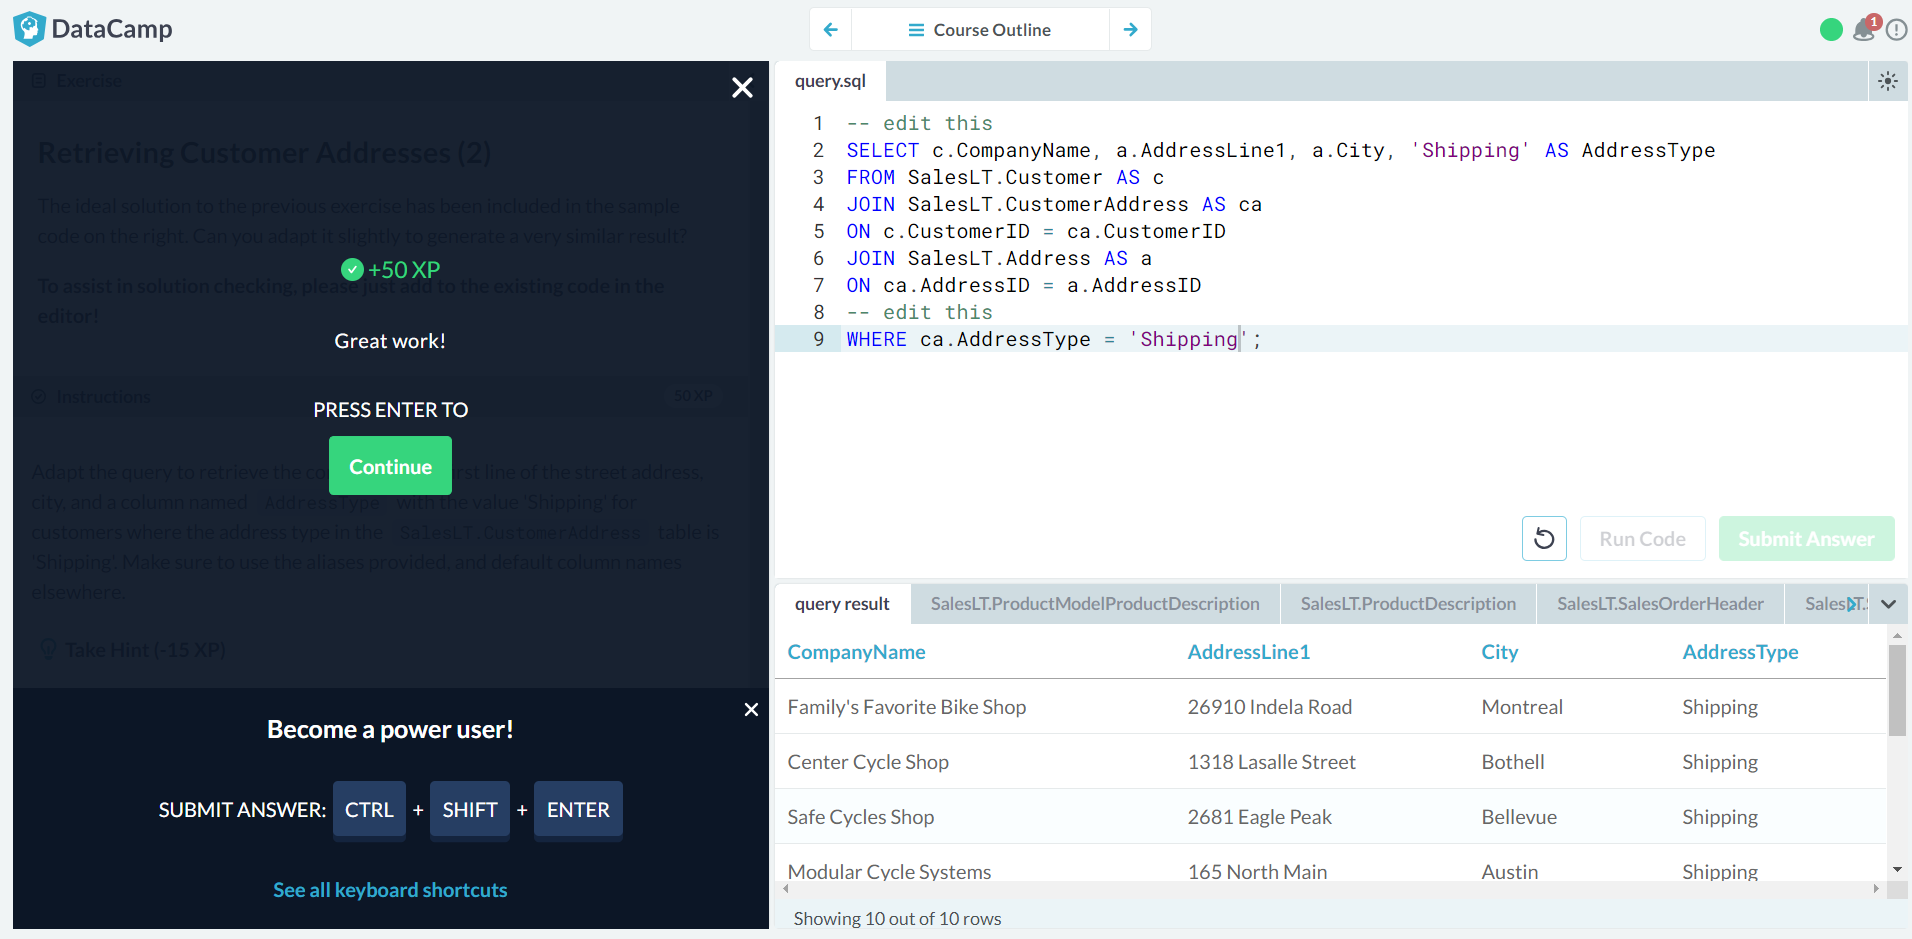 DataCamp
Course Outline
1
Exercise
Retrieving Customer Addresses (2)
The ideal solution to the previous exercise has been included in the sample
code on the right. Can you adapt it slightly to generate a very similar result?
+50 XP
To assist in solution checking, please just add to the existing code in the
editor!
Great work!
Instructions
50 XP
PRESS ENTER TO
Continue
Adapt the query to retrieve the
line of the street address,
city, and a column named AddressType with the value 'Shipping' for
customers where the address type in the SalesLT.CustomerAddress table is
'Shipping'. Make sure to use the aliases provided, and default column names
elsewhere.
Take Hint (-15 XP)
Become a power user!
SUBMIT ANSWER: CTRL + SHIFT + ENTER
See all keyboard shortcuts
query.sql
1 -- edit this
2 SELECT c.CompanyName, a.AddressLine1, a.City, 'Shipping' AS AddressType
3 FROM SalesLT.Customer AS c
4 JOIN SalesLT.CustomerAddress AS ca
5 ON c.CustomerID = ca.CustomerID
6 JOIN SalesLT.Address AS a
7 ON ca.AddressID = a.AddressID
8 -- edit this
9 WHERE ca.AddressType = 'Shipping';
Run Code
Submit Answer
query result SalesLT.ProductModelProductDescription SalesLT.ProductDescription SalesLT.SalesOrderHeader
CompanyName AddressLine1 City AddressType
Family's Favorite Bike Shop 26910 Indela Road Montreal Shipping
Center Cycle Shop 1318 Lasalle Street Bothell Shipping
Safe Cycles Shop 2681 Eagle Peak Bellevue Shipping
Modular Cycle Systems 165 North Main Austin Shipping
Showing 10 out of 10 rows